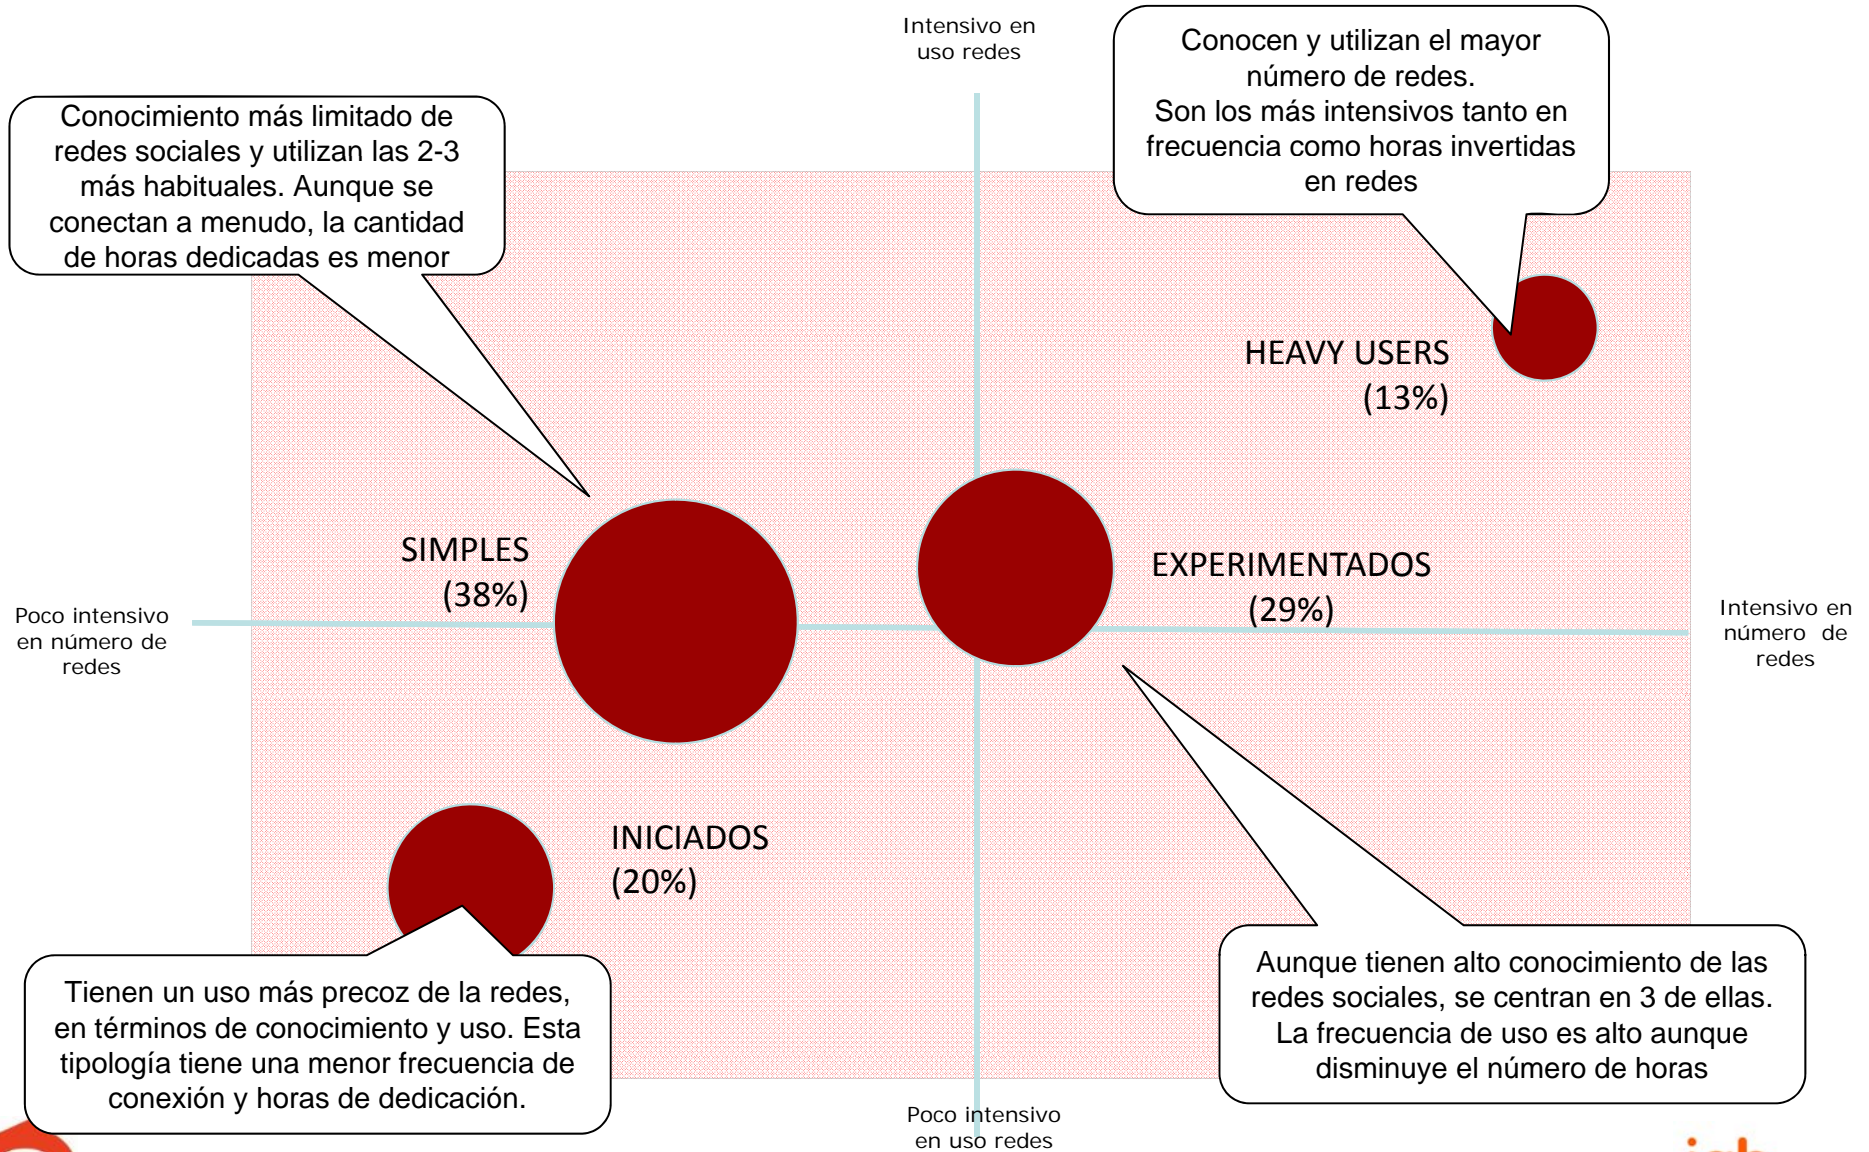 Intensivo en
uso redes
Conocen y utilizan el mayor
número de redes.
Son los más intensivos tanto en
frecuencia como horas invertidas
en redes
Conocimiento más limitado de
redes sociales y utilizan las 2-3
más habituales. Aunque se
conectan a menudo, la cantidad
de horas dedicadas es menor
HEAVY USERS
(13%)
SIMPLES
(38%)
EXPERIMENTADOS
(29%)
Poco intensivo
en número de
redes
Intensivo en
número de
redes
INICIADOS
(20%)
Tienen un uso más precoz de la redes,
en términos de conocimiento y uso. Esta
tipología tiene una menor frecuencia de
conexión y horas de dedicación.
Aunque tienen alto conocimiento de las
redes sociales, se centran en 3 de ellas.
La frecuencia de uso es alto aunque
disminuye el número de horas
Poco intensivo
en uso redes